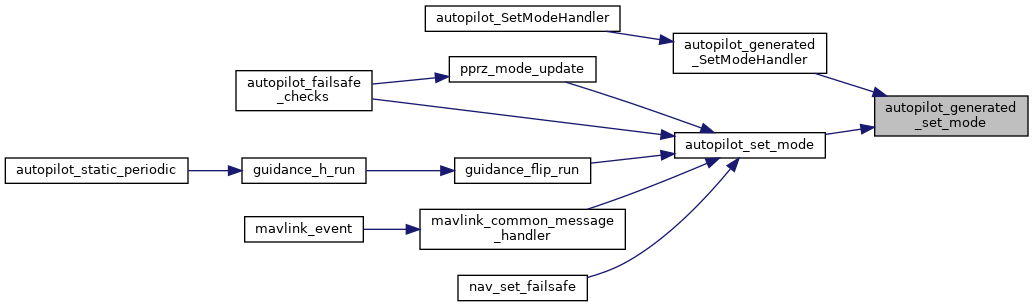 autopilot_SetModeHandler
autopilot_generated
_SetModeHandler
pprz_mode_update
autopilot_failsafe
_checks
autopilot_generated
_set_mode
autopilot_set_mode
autopilot_static_periodic
guidance_h_run
guidance_flip_run
mavlink_common_message
_handler
mavlink_event
nav_set_failsafe